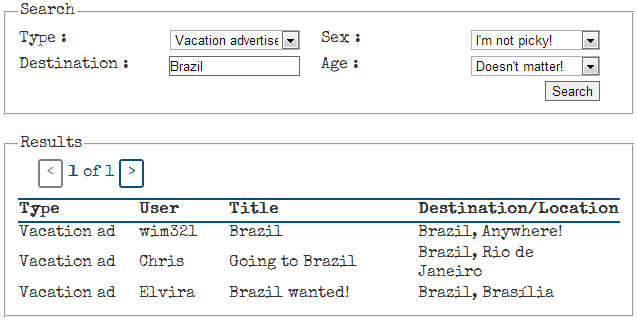 Search
Type : Vacation advertise Sex : I'm not picky!
Destination : Brazil Age : Doesn't matter!
Search
Results
< 1 of 1 >
Type User Title Destination/Location
Vacation ad wim321 Brazil Brazil, Anywhere!
Vacation ad Chris Going to Brazil Brazil, Rio de
Janeiro
Vacation ad Elvira Brazil wanted! Brazil, Brasília